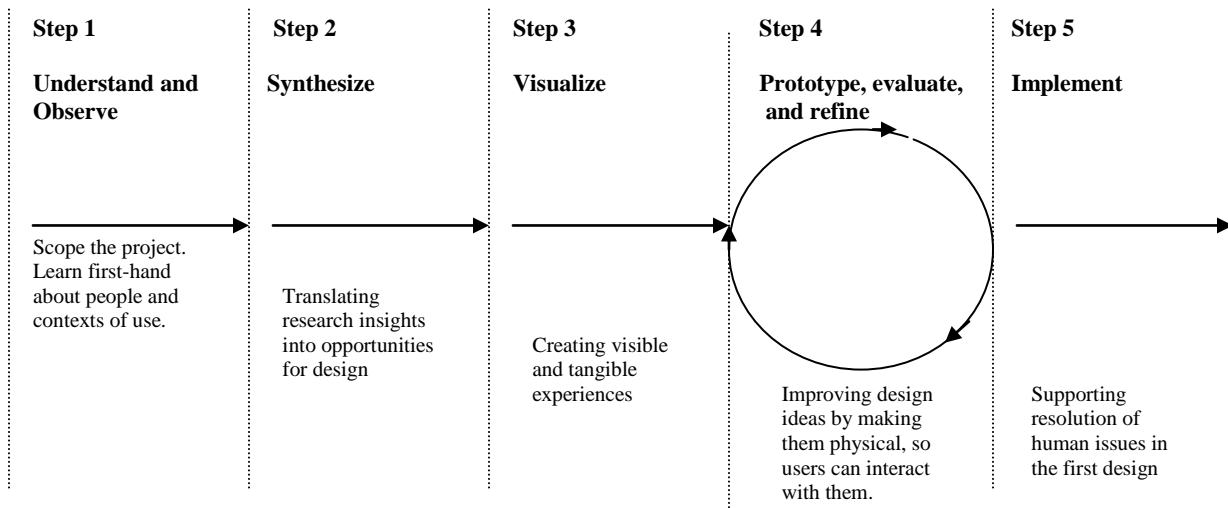 Step 1
Understand and
Observe
Scope the project.
Learn first-hand
about people and
contexts of use.
Step 2
Synthesize
Translating
research insights
into opportunities
for design
Step 3
Visualize
Creating visible
and tangible
experiences
Step 4
Prototype, evaluate,
and refine
Improving design
ideas by making
them physical, so
users can interact
with them.
Step 5
Implement
Supporting
resolution of
human issues in
the first design